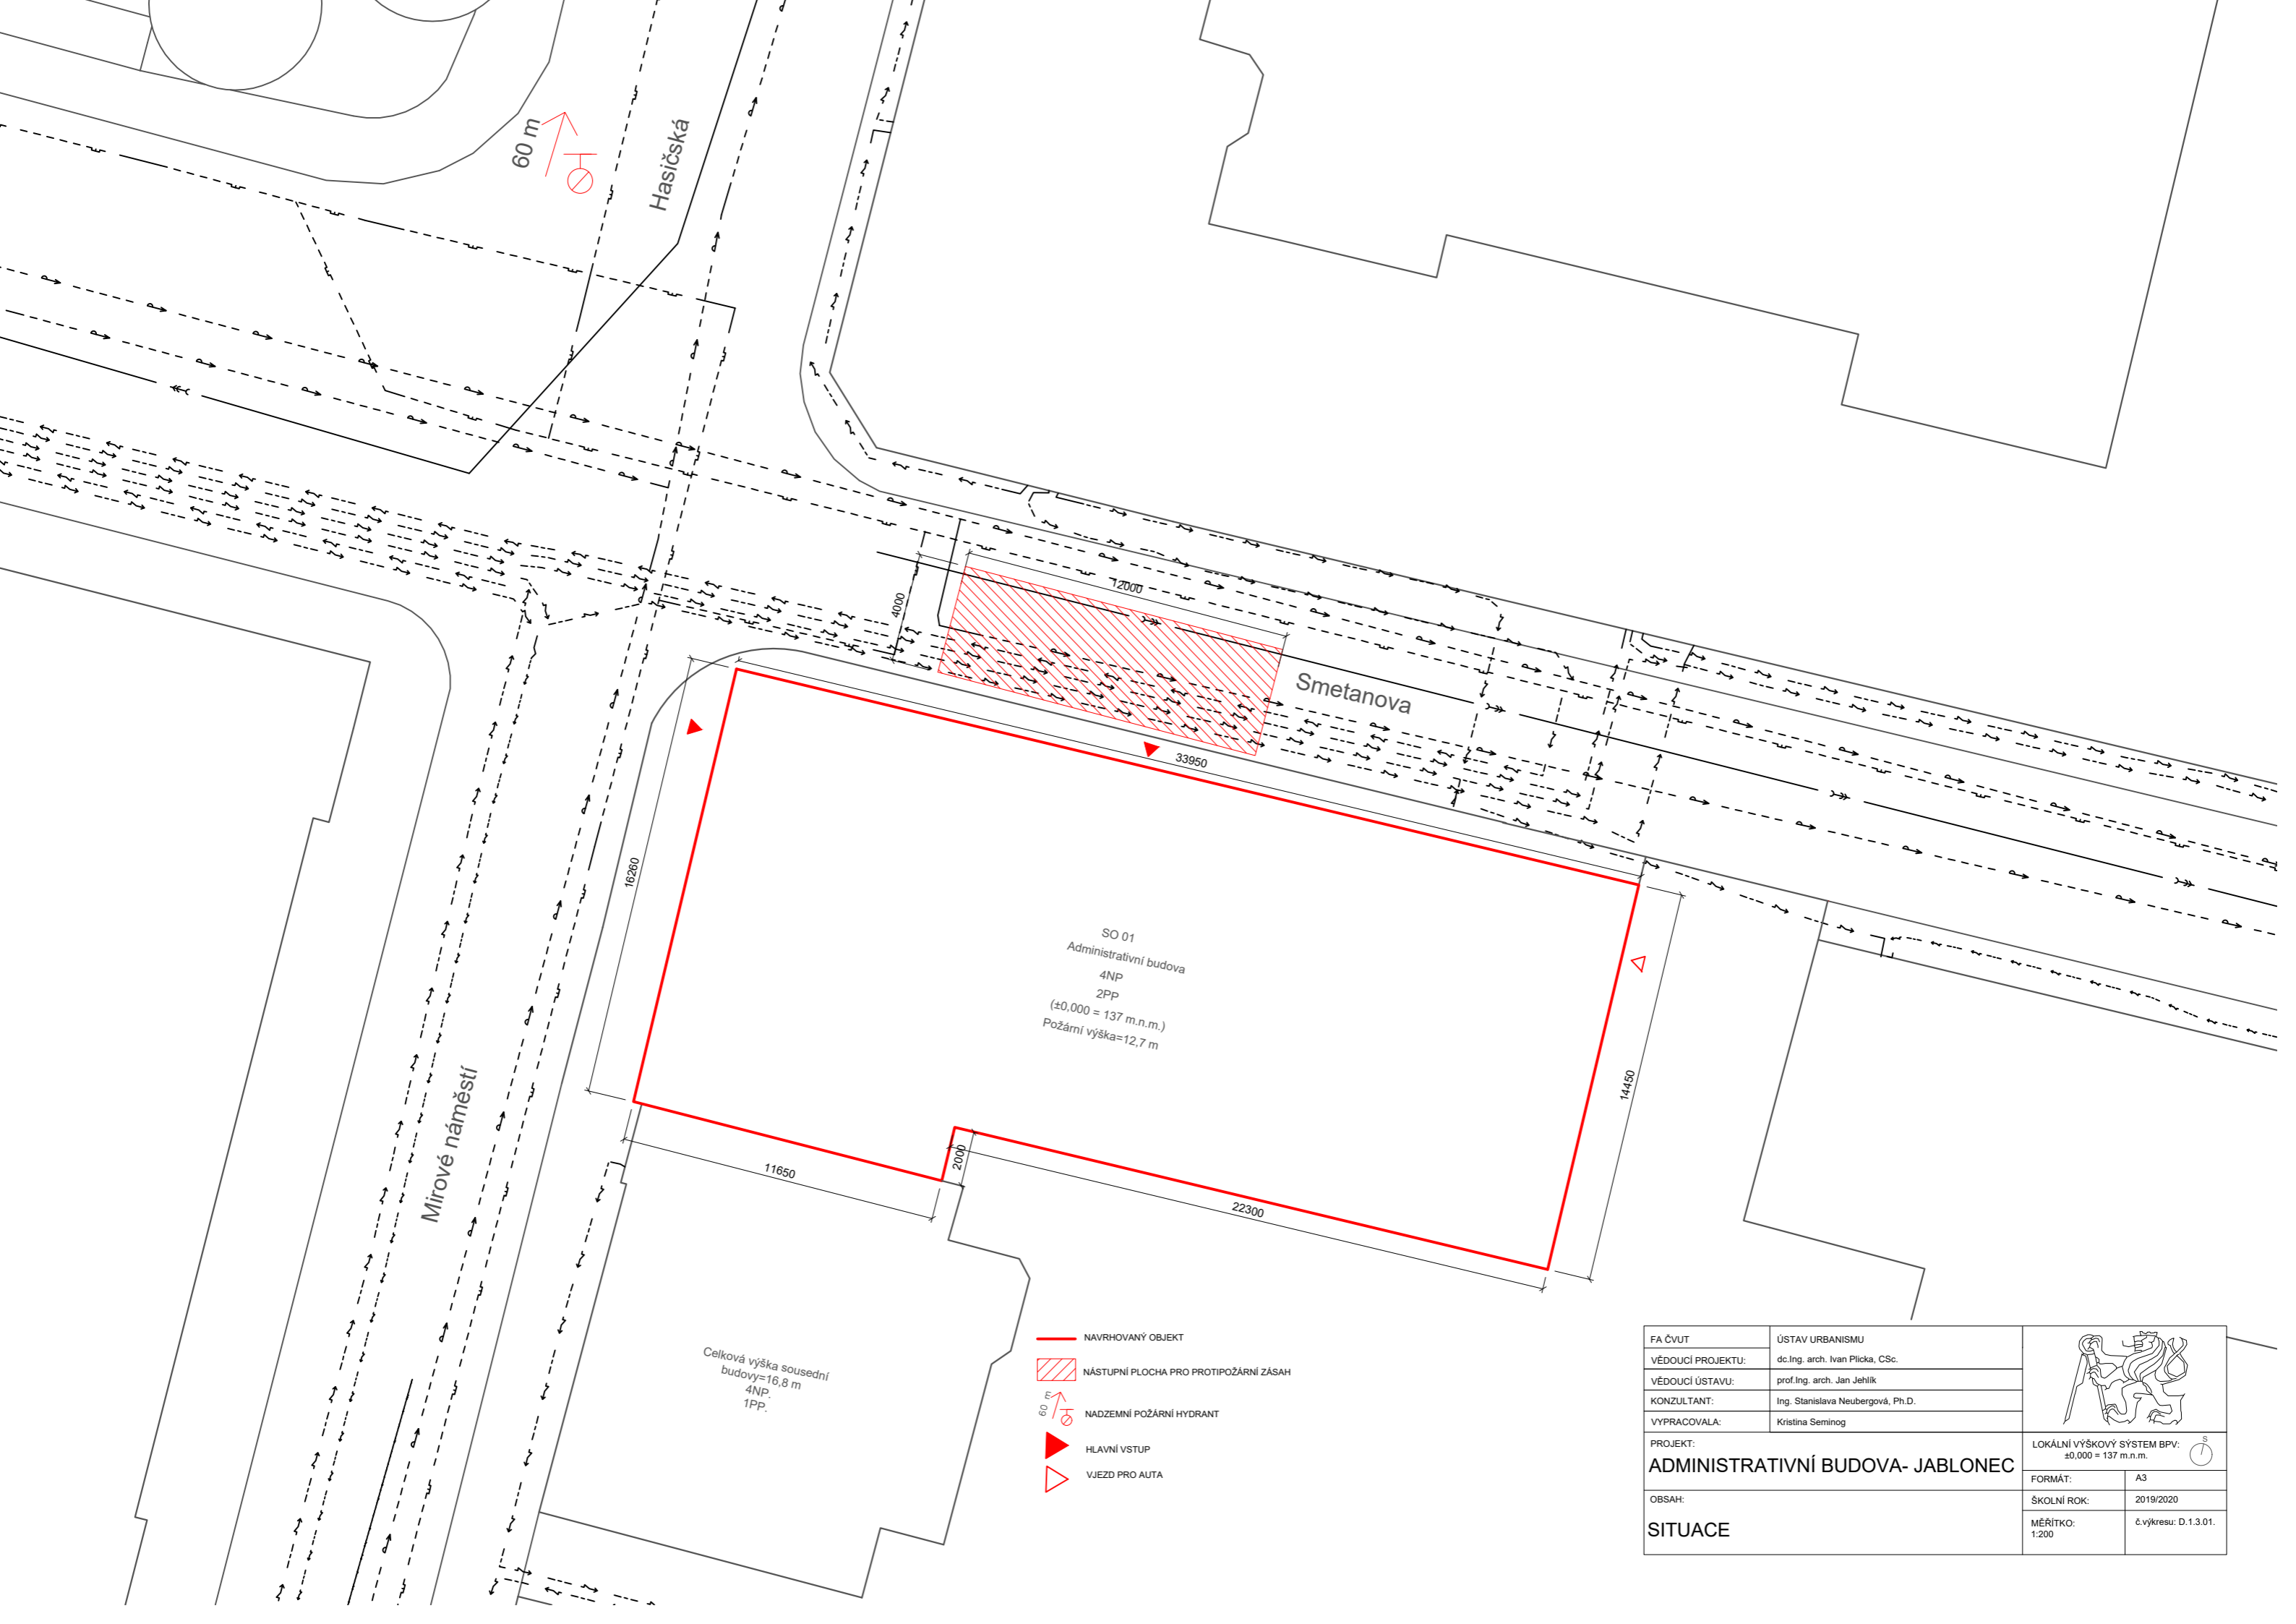 60 m
Hasičská
12000
4000
Smetanova
33950
16260
SO 01
Administrativní budova
4NP
2PP
(±0,000 = 137 m.n.m.)
Požární výška=12,7 m
14450
Mírové náměstí
11650
2000
22300
Celková výška sousední
budovy=16,8 m
4NP.
1PP.
NAVRHOVANÝ OBJEKT
NÁSTUPNÍ PLOCHA PRO PROTIPOŽÁRNÍ ZÁSAH
60 E
NADZEMNÍ POŽÁRNÍ HYDRANT
HLAVNÍ VSTUP
VJEZD PRO AUTA
FA ČVUT ÚSTAV URBANISMU
VĚDOUCÍ PROJEKTU: dc.Ing. arch. Ivan Plicka, CSc.
VĚDOUCÍ ÚSTAVU: prof.Ing. arch. Jan Jehlík
KONZULTANT: Ing. Stanislava Neubergová, Ph.D.
VYPRACOVALA: Kristina Seminog
PROJEKT:
ADMINISTRATIVNÍ BUDOVA- JABLONEC
LOKÁLNÍ VÝŠKOVÝ SÝSTEM BPV:
±0,000 = 137 m.n.m.
S
FORMÁT: A3
OBSAH:
SITUACE
ŠKOLNÍ ROK: 2019/2020
MĚŘÍTKO:
1:200
č.výkresu: D.1.3.01.